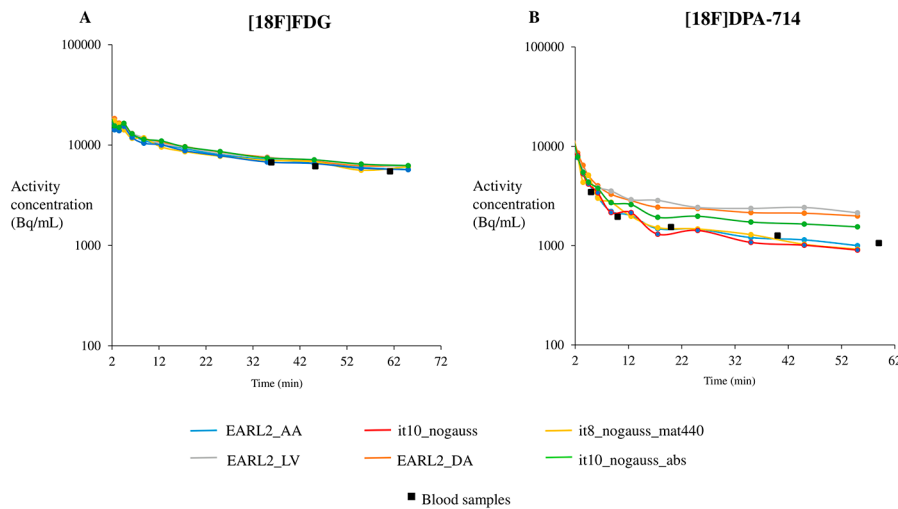 A
[18F]FDG
100000
10000
1000
100
Activity
concentration
(Bq/mL)
2 12 22 32 42 52 62 72
Time (min)
B
[18F]DPA-714
100000
10000
1000
100
Activity
concentration
(Bq/mL)
2 12 22 32 42 52 62
Time (min)
EARL2_AA it10_nogauss it8_nogauss_mat440
EARL2_LV EARL2_DA it10_nogauss_abs
Blood samples